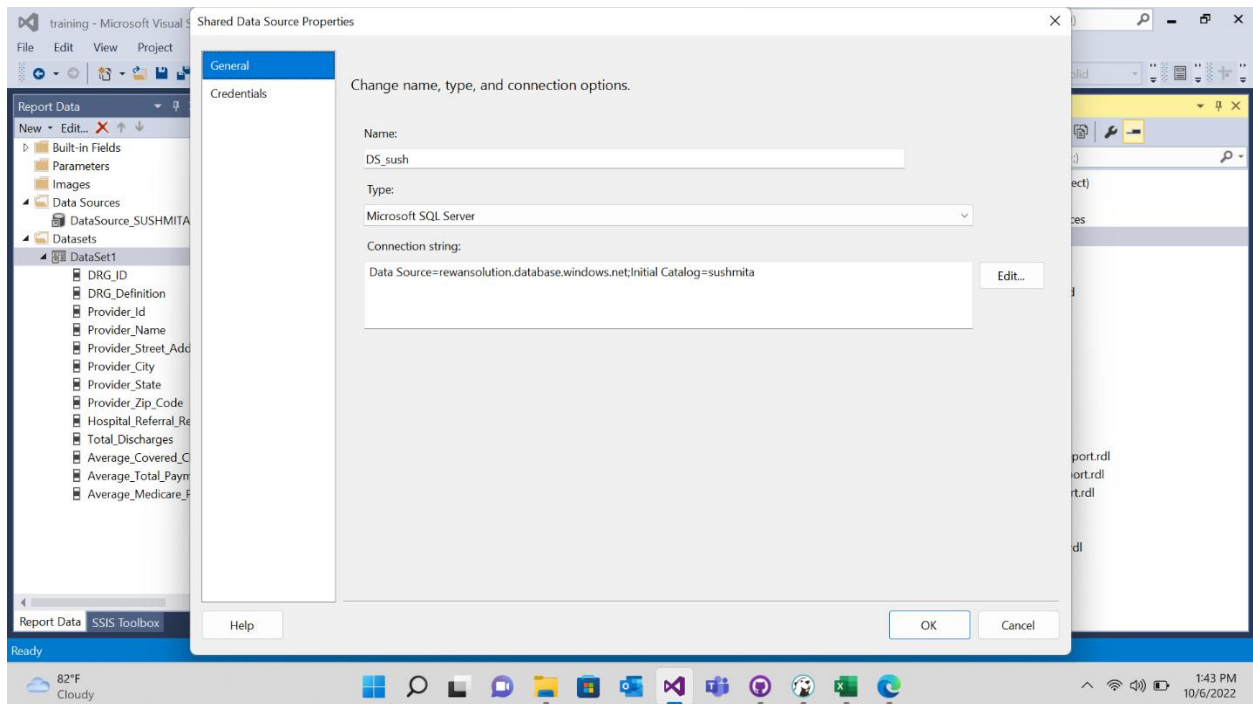 training - Microsoft Visual S
Shared Data Source Properties
File Edit View Project
General
Credentials
Change name, type, and connection options.
Name:
DS_sush
Type:
Microsoft SQL Server
Connection string:
Data Source=rewansolution.database.windows.net;Initial Catalog=sushmita
Edit...
Help
OK
Cancel
Report Data
New Edit...
Built-in Fields
Parameters
Images
Data Sources
DataSource_SUSHMITA
Datasets
DataSet1
DRG_ID
DRG_Definition
Provider_Id
Provider_Name
Provider_Street_Add
Provider_City
Provider_State
Provider_Zip_Code
Hospital_Referral_Re
Total_Discharges
Average_Covered_C
Average_Total_Paym
Average_Medicare_P
Report Data SSIS Toolbox
olid
ect)
ces
port.rdl
ort.rdl
rt.rdl
dl
Ready
82°F
Cloudy
1:43 PM
10/6/2022